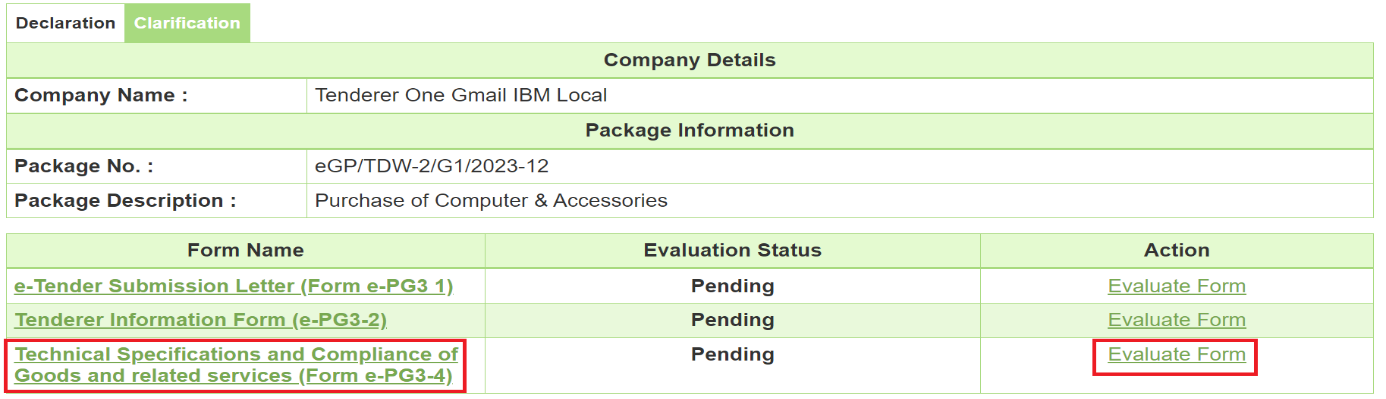 Declaration Clarification
Company Details
Company Name : Tenderer One Gmail IBM Local
Package Information
Package No. : eGP/TDW-2/G1/2023-12
Package Description : Purchase of Computer & Accessories
Form Name Evaluation Status Action
e-Tender Submission Letter (Form e-PG3 1) Pending Evaluate Form
Tenderer Information Form (e-PG3-2) Pending Evaluate Form
Technical Specifications and Compliance of Pending Evaluate Form
Goods and related services (Form e-PG3-4)